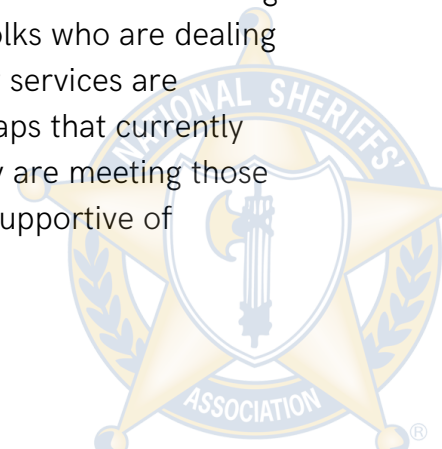 olks who are dealing
services are
aps that currently
are meeting those
upportive of
NATIONAL SHERIFFS'
ASSOCIATION
®